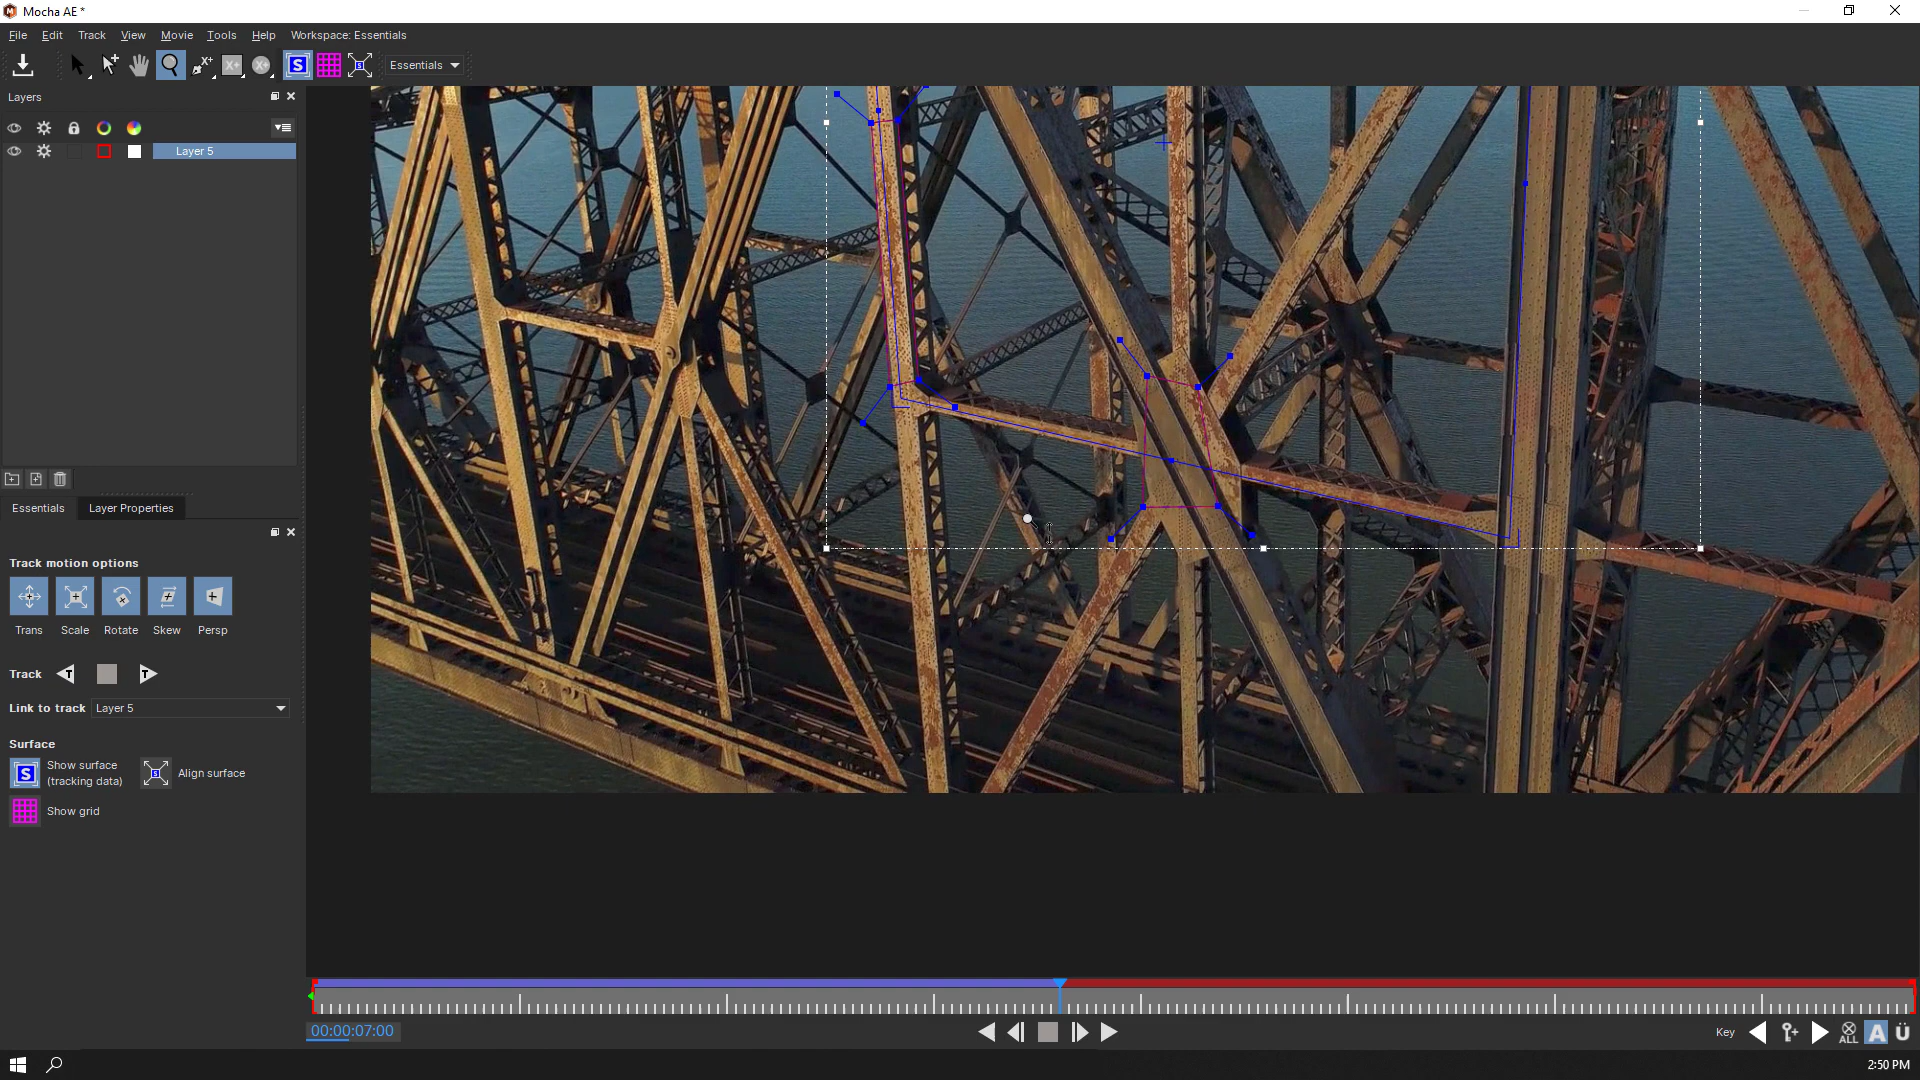 Mocha AE *
File Edit Track View Movie Tools Help Workspace: Essentials
Essentials
Layers
Layer 5
Essentials Layer Properties
Track motion options
Trans Scale Rotate Skew Persp
Track T T
Link to track Layer 5
Surface
S Show surface
(tracking data)
Align surface
Show grid
00:00:07:00
Key ALL A Ü
2:50 PM